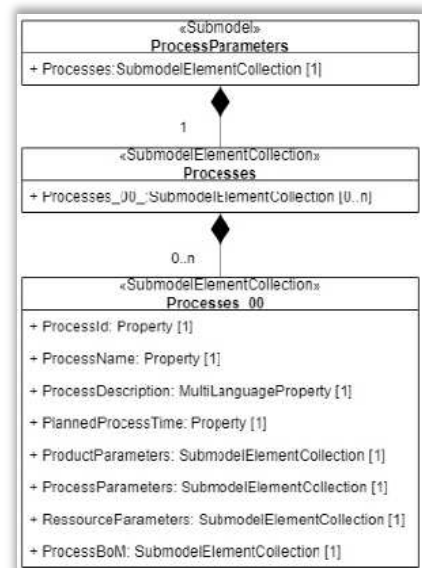 «Submodel»
ProcessParameters
+ Processes:SubmodelElementCollection [1]
1
«SubmodelElementCollection»
Processes
+ Processes_00_:SubmodelElementCollection [0..n]
0..n
«SubmodelElementCollection»
Processes_00
+ ProcessId: Property [1]
+ ProcessName: Property [1]
+ ProcessDescription: MultiLanguageProperty [1]
+ PlannedProcessTime: Property [1]
+ ProductParameters: SubmodelElementCollection [1]
+ ProcessParameters: SubmodelElementCollection [1]
+ RessourceParameters: SubmodelElementCollection [1]
+ ProcessBoM: SubmodelElementCollection [1]